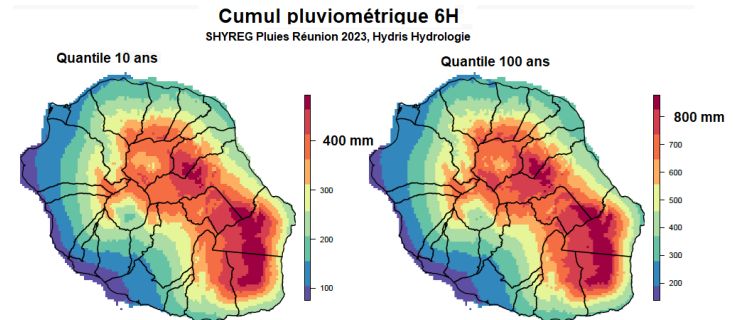 Cumul pluviométrique 6H
SHYREG Pluies Réunion 2023, Hydris Hydrologie
Quantile 10 ans
400 mm
300
200
100
Quantile 100 ans
800 mm
700
600
500
400
300
200